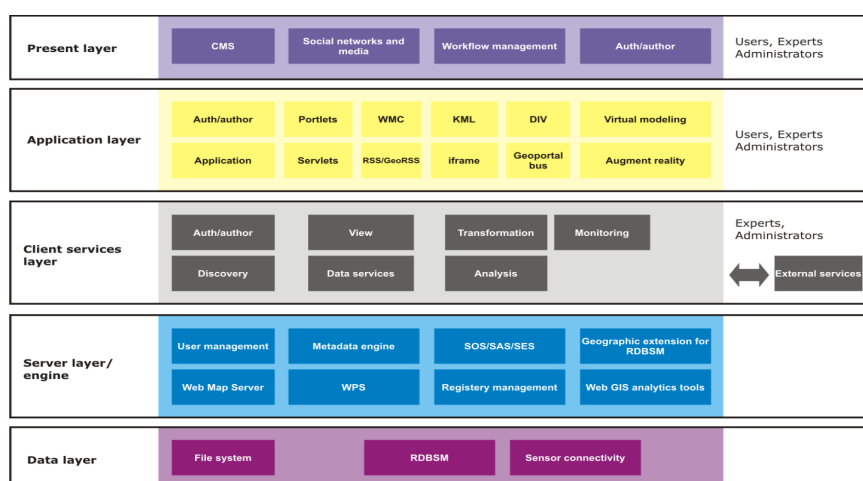 Present layer
CMS
Social networks and
media
Workflow management
Auth/author
Users, Experts
Administrators
Application layer
Auth/author
Portlets
WMC
KML
DIV
Virtual modeling
Application
Servlets
RSS/GeoRSS
iframe
Geoportal
bus
Augment reality
Users, Experts
Administrators
Client services
layer
Auth/author
View
Transformation
Monitoring
Discovery
Data services
Analysis
Experts,
Administrators
External services
Server layer/
engine
User management
Metadata engine
SOS/SAS/SES
Geographic extension for
RDBSM
Web Map Server
WPS
Registery management
Web GIS analytics tools
Data layer
File system
RDBSM
Sensor connectivity